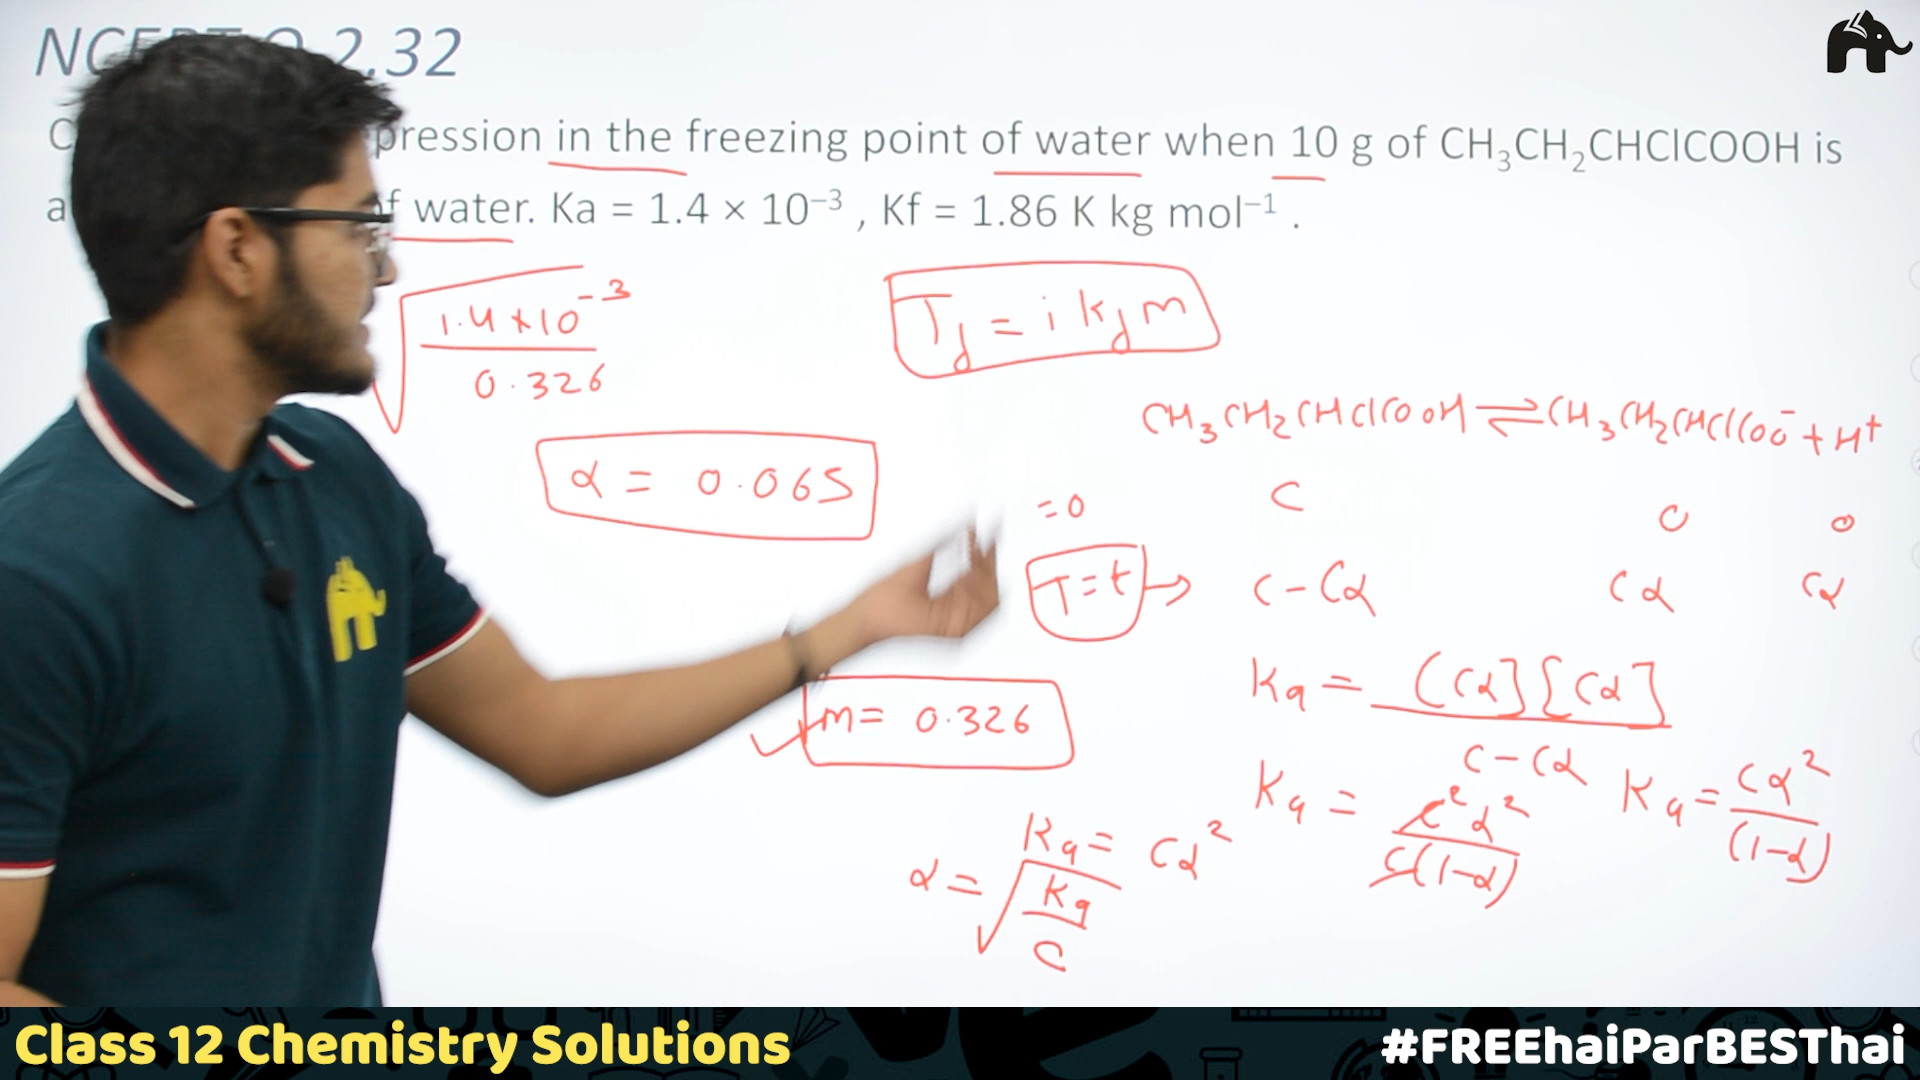 2.32
pression in the freezing point of water when 10 g of CH₃CH₂CHClCOOH is
water. Ka = 1.4 × 10⁻³ , Kf = 1.86 K kg mol⁻¹ .
√(1.4×10⁻³ / 0.326)
T_f = i k_f m
CH₃CH₂CHClCOOH ⇌ CH₃CH₂CHClCOO⁻ + H⁺
α = 0.065
=0 C 0 0
T=t → C-Cα Cα Cα
Ka = [Cα][Cα] / C-Cα
m = 0.326
Ka = C²α² / C(1-α) Ka = Cα² / (1-α)
Ka = Cα²
α = √(Ka / C)
Class 12 Chemistry Solutions
#FREEhaiParBESThai